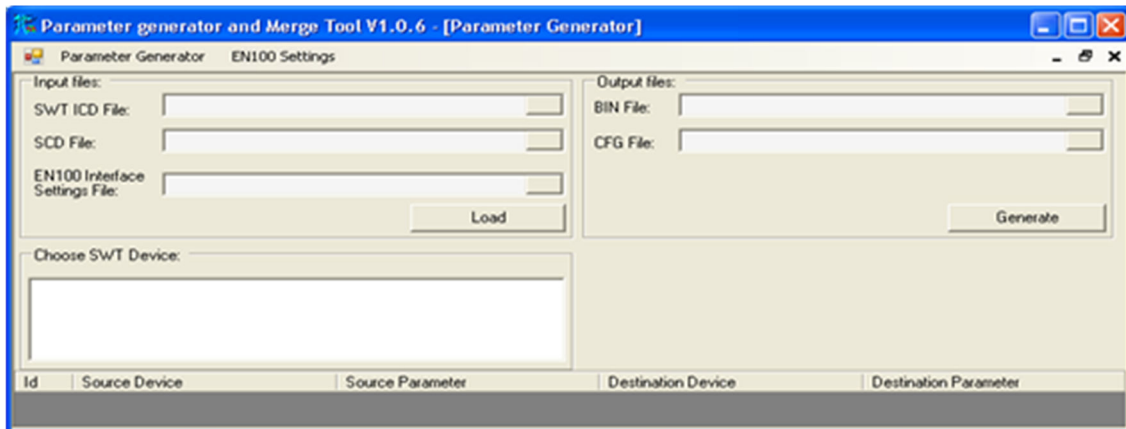 Parameter generator and Merge Tool V1.0.6 - [Parameter Generator]
Parameter Generator EN100 Settings
Input files:
SWT ICD File:
SCD File:
EN100 Interface
Settings File:
Load
Output files:
BIN File:
CFG File:
Generate
Choose SWT Device:
Id Source Device Source Parameter Destination Device Destination Parameter